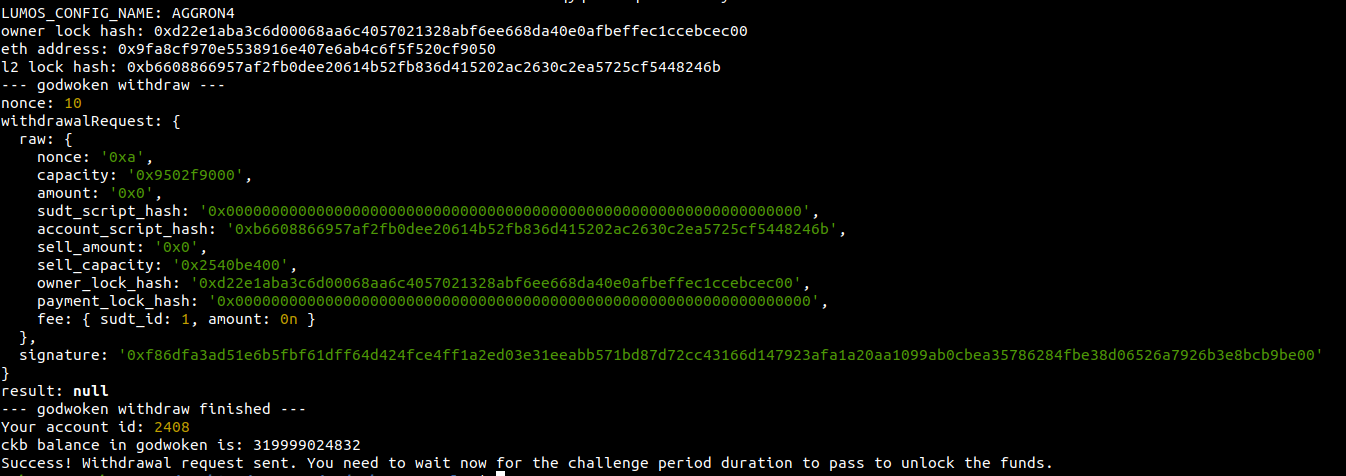 LUMOS_CONFIG_NAME: AGGRON4
owner lock hash: 0xd22e1aba3c6d00068aa6c4057021328abf6ee668da40e0afbeffec1ccebcec00
eth address: 0x9fa8cf970e5538916e407e6ab4c6f5f520cf9050
l2 lock hash: 0xb6608866957af2fb0dee20614b52fb836d415202ac2630c2ea5725cf5448246b
--- godwoken withdraw ---
nonce: 10
withdrawalRequest: {
  raw: {
    nonce: '0xa',
    capacity: '0x9502f9000',
    amount: '0x0',
    sudt_script_hash: '0x0000000000000000000000000000000000000000000000000000000000000000',
    account_script_hash: '0xb6608866957af2fb0dee20614b52fb836d415202ac2630c2ea5725cf5448246b',
    sell_amount: '0x0',
    sell_capacity: '0x2540be400',
    owner_lock_hash: '0xd22e1aba3c6d00068aa6c4057021328abf6ee668da40e0afbeffec1ccebcec00',
    payment_lock_hash: '0x0000000000000000000000000000000000000000000000000000000000000000',
    fee: { sudt_id: 1, amount: 0n }
  },
  signature: '0xf86dfa3ad51e6b5fbf61dff64d424fce4ff1a2ed03e31eeabb571bd87d72cc43166d147923afa1a20aa1099ab0cbea35786284fbe38d06526a7926b3e8bcb9be00'
}
result: null
--- godwoken withdraw finished ---
Your account id: 2408
ckb balance in godwoken is: 319999024832
Success! Withdrawal request sent. You need to wait now for the challenge period duration to pass to unlock the funds.